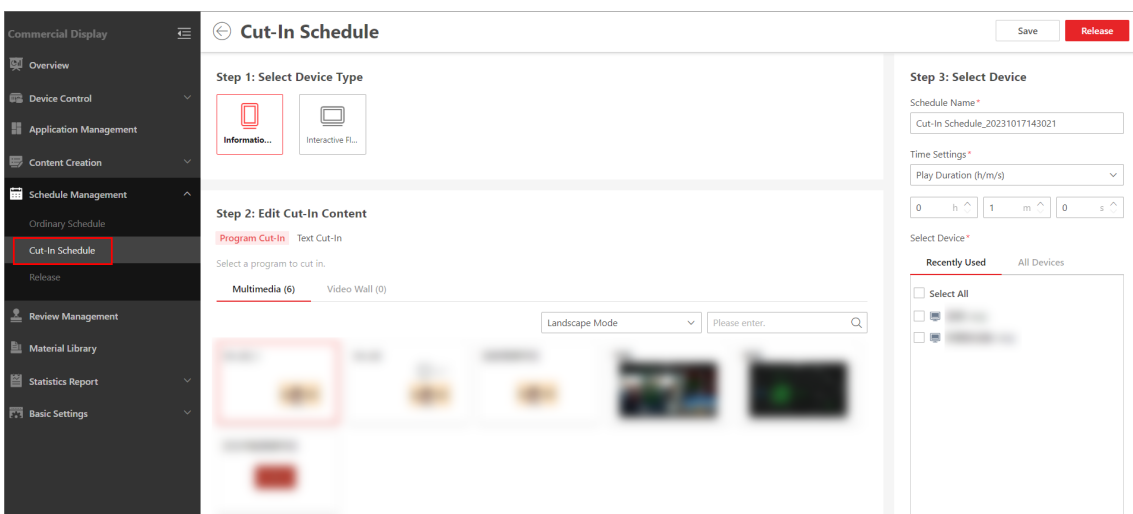 Commercial Display
Overview
Device Control
Application Management
Content Creation
Schedule Management
Ordinary Schedule
Cut-In Schedule
Release
Review Management
Material Library
Statistics Report
Basic Settings
Cut-In Schedule
Save
Release
Step 1: Select Device Type
Informatio...
Interactive Fl...
Step 2: Edit Cut-In Content
Program Cut-In
Text Cut-In
Select a program to cut in.
Multimedia (6)
Video Wall (0)
Landscape Mode
Please enter.
Step 3: Select Device
Schedule Name*
Cut-In Schedule_20231017143021
Time Settings*
Play Duration (h/m/s)
0 h 1 m 0 s
Select Device*
Recently Used
All Devices
Select All